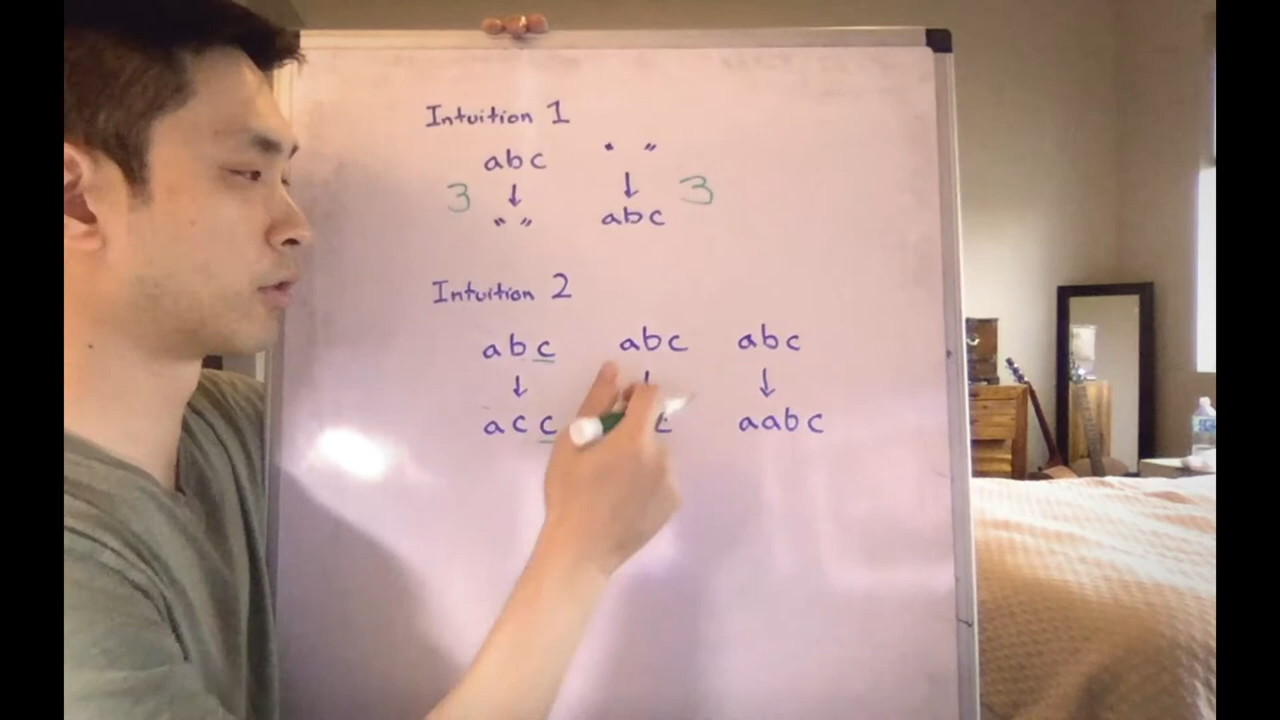 Intuition 1
abc " "
3 ↓ ↓ 3
" " abc
Intuition 2
abc abc abc
↓ ↓ ↓
acc c aabc